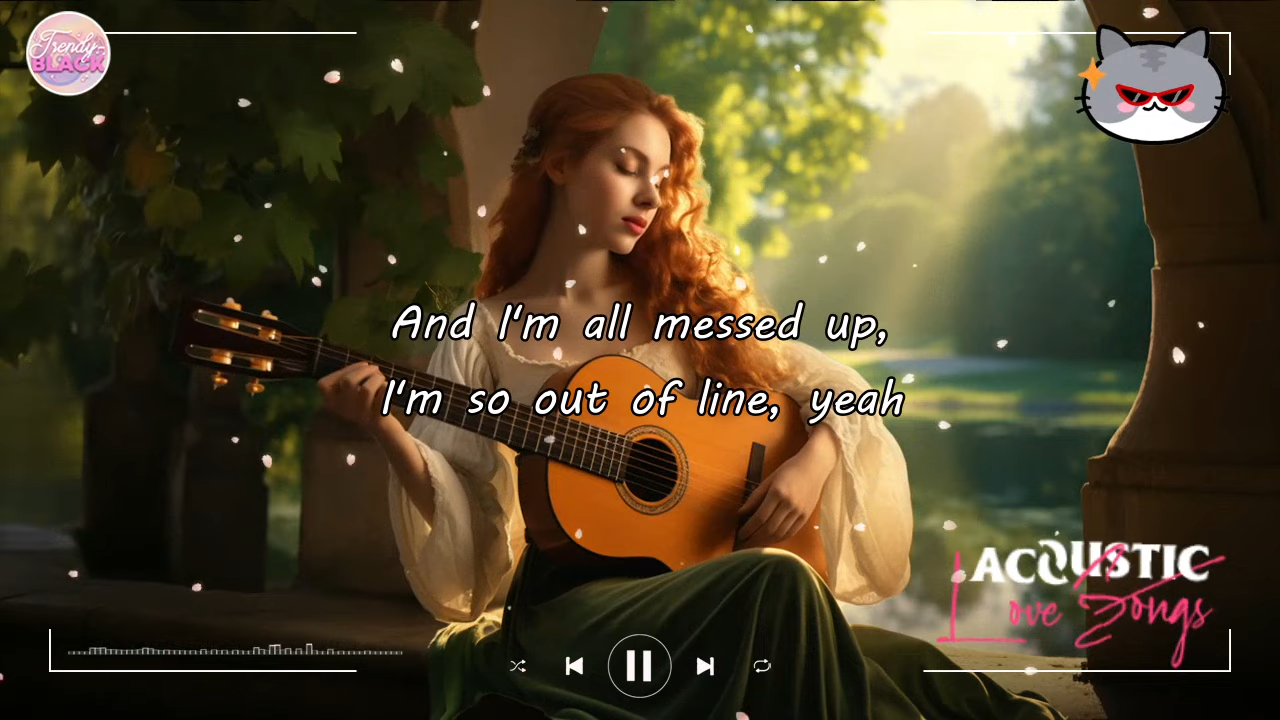 Trendy
BLACK
And I'm all messed up,
I'm so out of line, yeah
ACOUSTIC
Love Songs